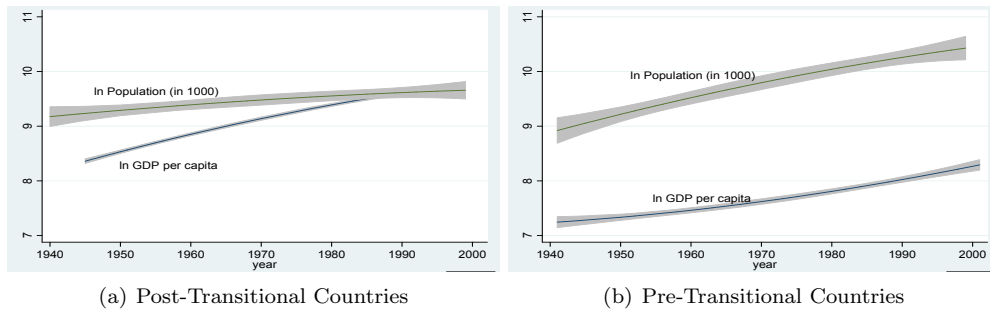 11
10
9
8
7
ln Population (in 1000)
ln GDP per capita
1940 1950 1960 1970 1980 1990 2000
year
(a) Post-Transitional Countries
11
10
9
8
7
ln Population (in 1000)
ln GDP per capita
1940 1950 1960 1970 1980 1990 2000
year
(b) Pre-Transitional Countries